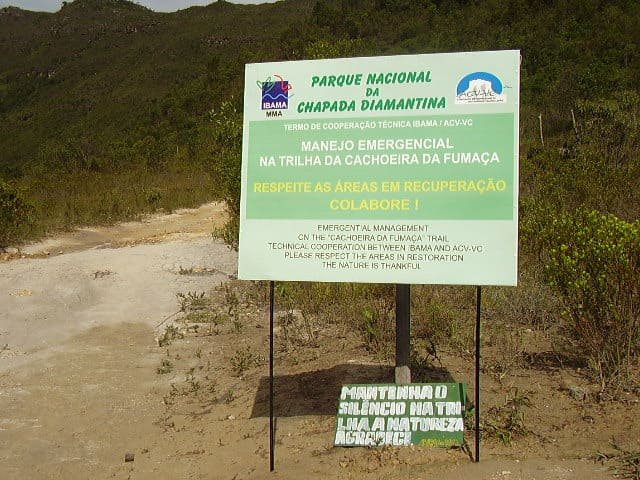 PARQUE NACIONAL
DA
CHAPADA DIAMANTINA
IBAMA
MMA
ACV-VC
TERMO DE COOPERAÇÃO TÉCNICA IBAMA / ACV-VC
MANEJO EMERGENCIAL
NA TRILHA DA CACHOEIRA DA FUMAÇA
RESPEITE AS ÁREAS EM RECUPERAÇÃO
COLABORE !
EMERGENTIAL MANAGEMENT
ON THE "CACHOEIRA DA FUMAÇA" TRAIL
TECHNICAL COOPERATION BETWEEN IBAMA AND ACV-VC
PLEASE RESPECT THE AREAS IN RESTORATION
THE NATURE IS THANKFUL
MANTENHA O
SILÊNCIO NA TRI-
LHA A NATUREZA
AGRADECI